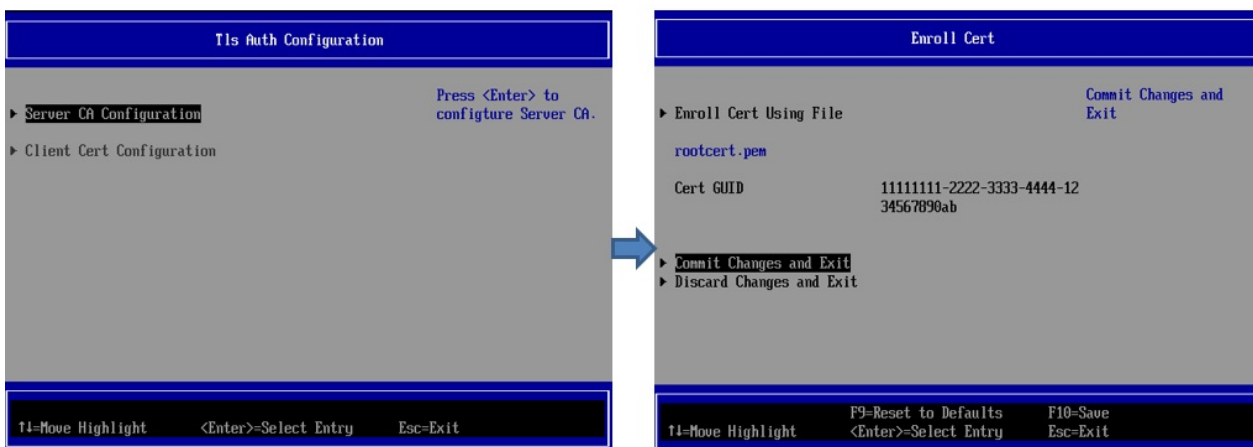 Tls Auth Configuration
Server CA Configuration
Press <Enter> to
configture Server CA.
Client Cert Configuration
↑↓=Move Highlight <Enter>=Select Entry Esc=Exit
Enroll Cert
Enroll Cert Using File
Commit Changes and
Exit
rootcert.pem
Cert GUID 11111111-2222-3333-4444-12
34567890ab
Commit Changes and Exit
Discard Changes and Exit
F9=Reset to Defaults F10=Save
↑↓=Move Highlight <Enter>=Select Entry Esc=Exit